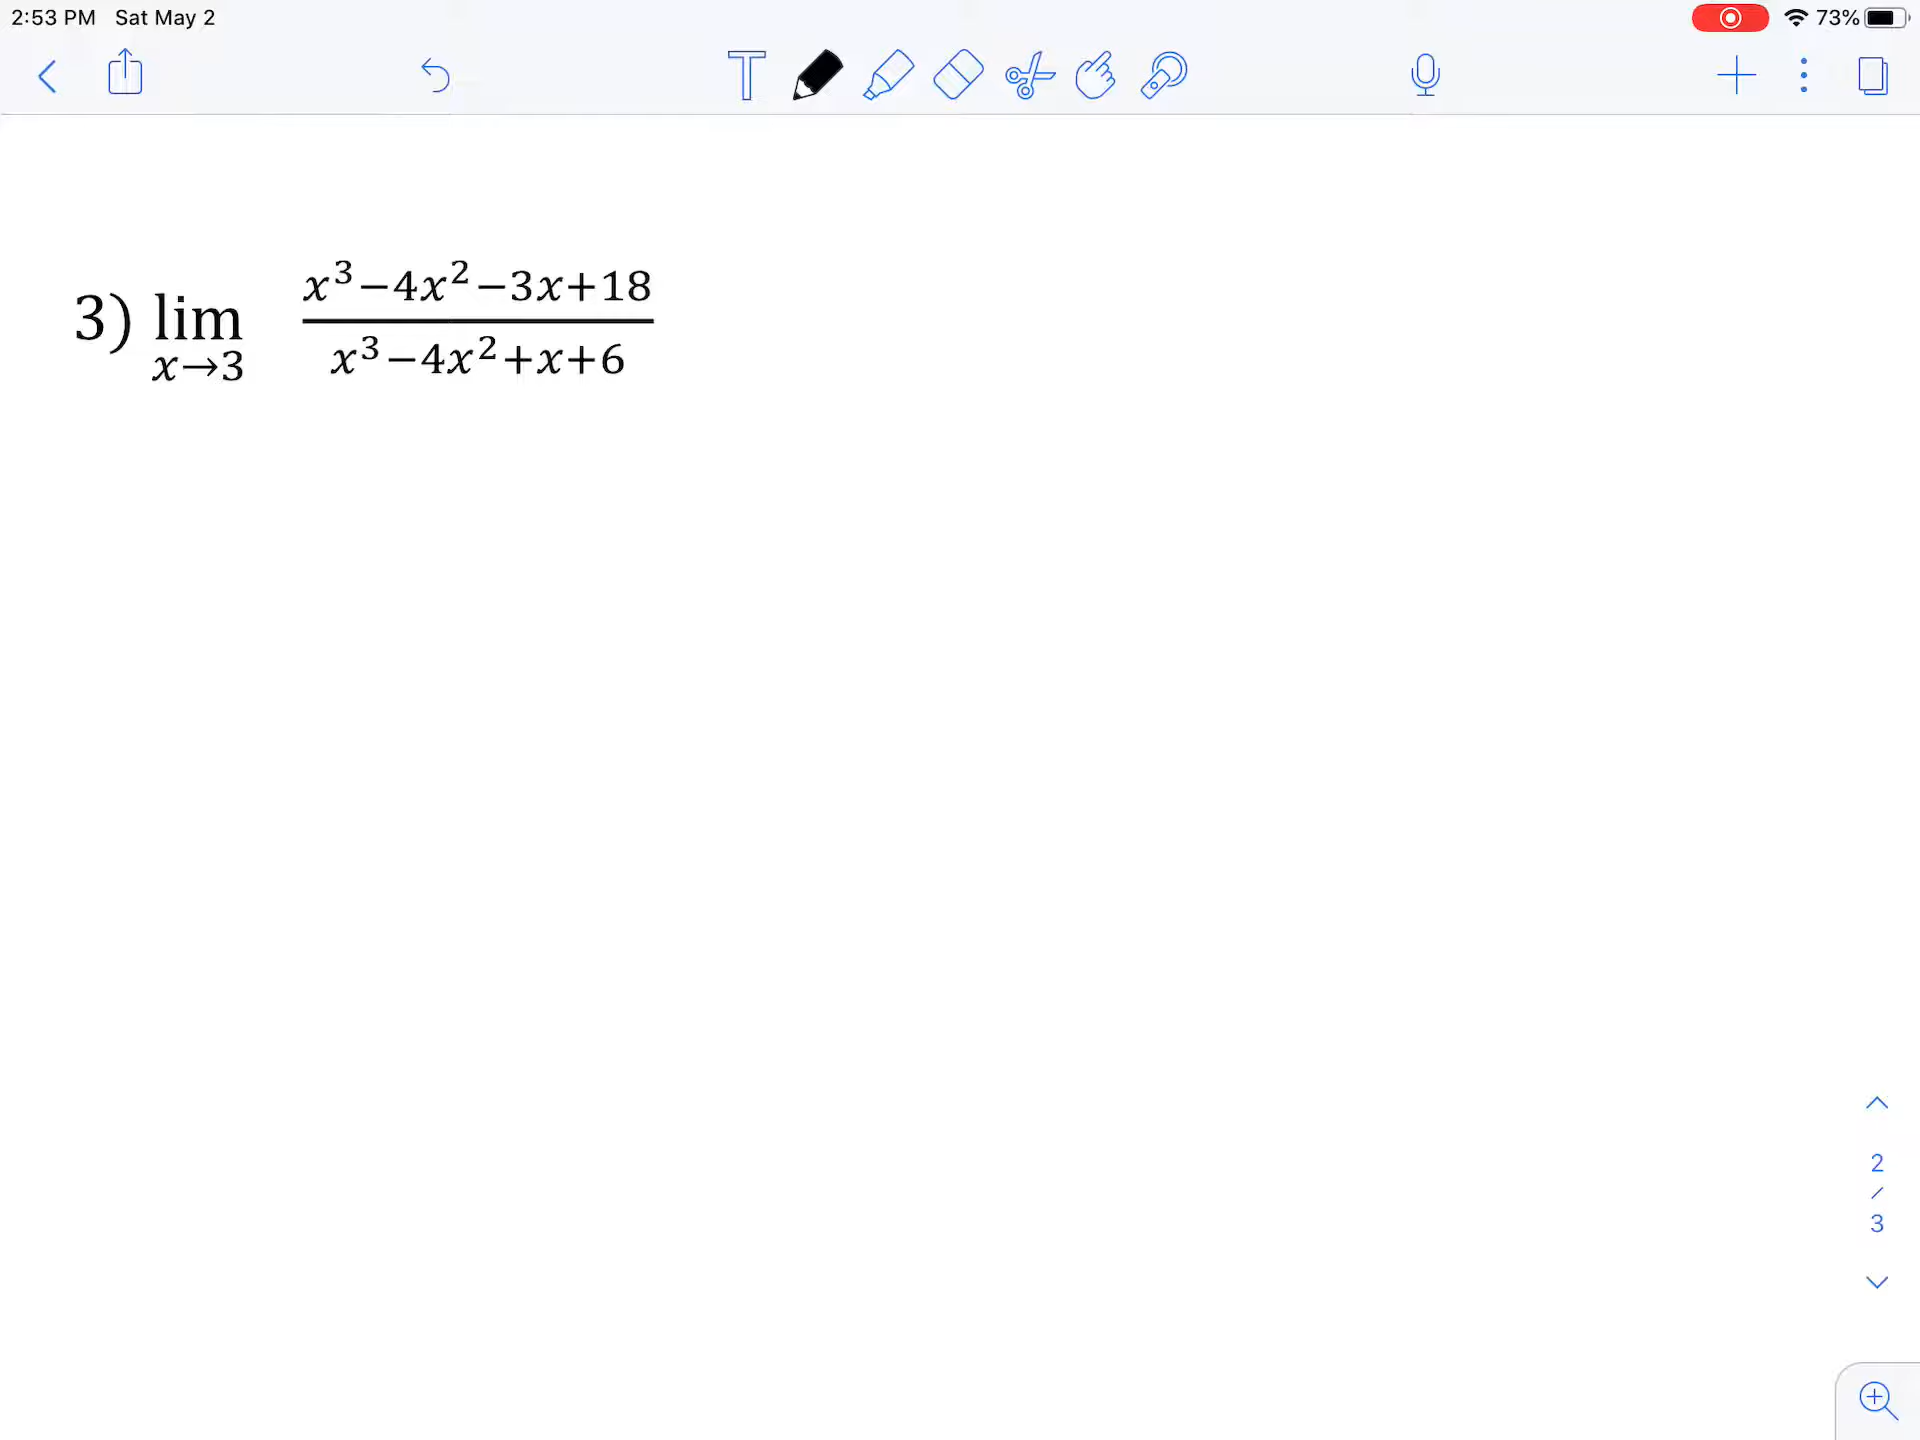 2:53 PM Sat May 2
73%
3) lim x→3 x³−4x²−3x+18
x³−4x²+x+6
2
/
3